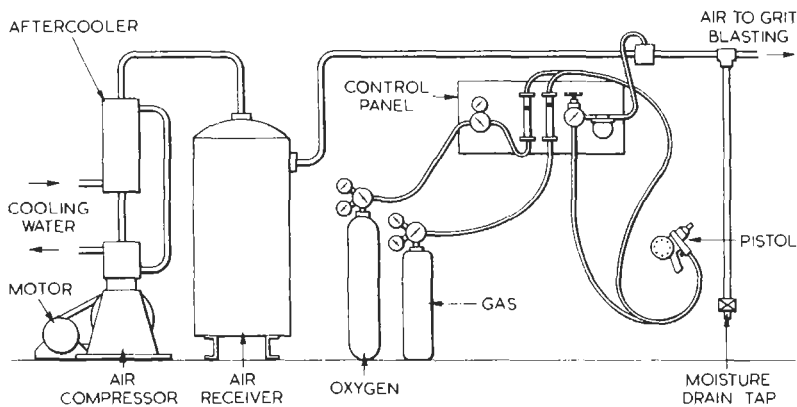 AFTERCOOLER
AIR TO GRIT
BLASTING
CONTROL
PANEL
COOLING
WATER
PISTOL
MOTOR
GAS
AIR
COMPRESSOR
AIR
RECEIVER
OXYGEN
MOISTURE
DRAIN TAP